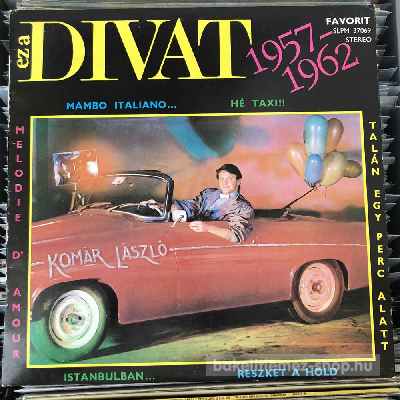 ez a
DIVAT
1957-
1962
FAVORIT
SLPM 37069
STEREO
MAMBO ITALIANO...
HÉ TAXI!!
MELODIE D' AMOUR
TALÁN EGY PERC ALATT
KOMÁR LÁSZLÓ
ISTANBULBAN...
RESZKET A HOLD